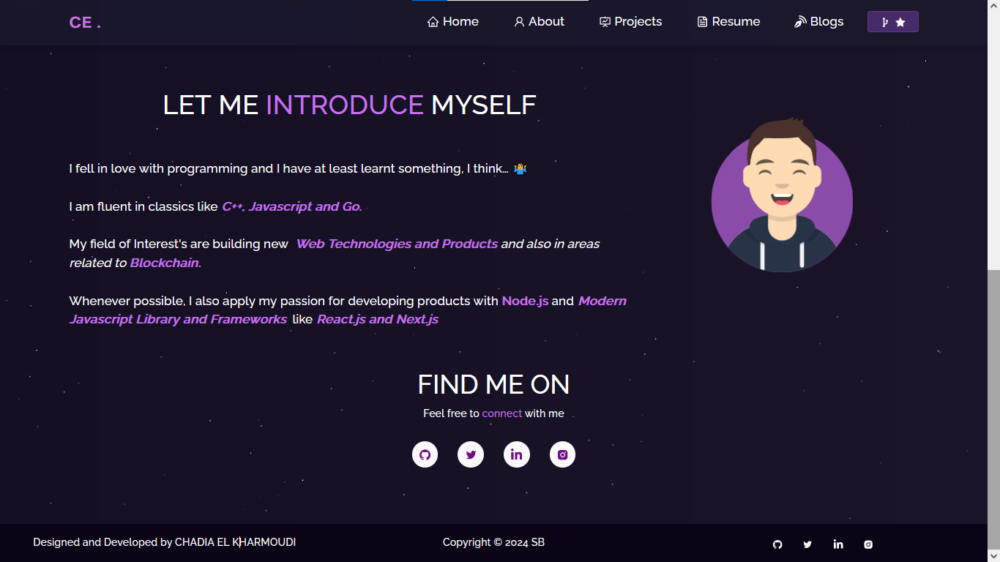 CE .
Home About Projects Resume Blogs
LET ME INTRODUCE MYSELF
I fell in love with programming and I have at least learnt something, I think… 🤷‍♂️
I am fluent in classics like C++, Javascript and Go.
My field of Interest's are building new Web Technologies and Products and also in areas
related to Blockchain.
Whenever possible, I also apply my passion for developing products with Node.js and Modern
Javascript Library and Frameworks like React.js and Next.js
FIND ME ON
Feel free to connect with me
Designed and Developed by CHADIA EL KHARMOUDI Copyright © 2024 SB